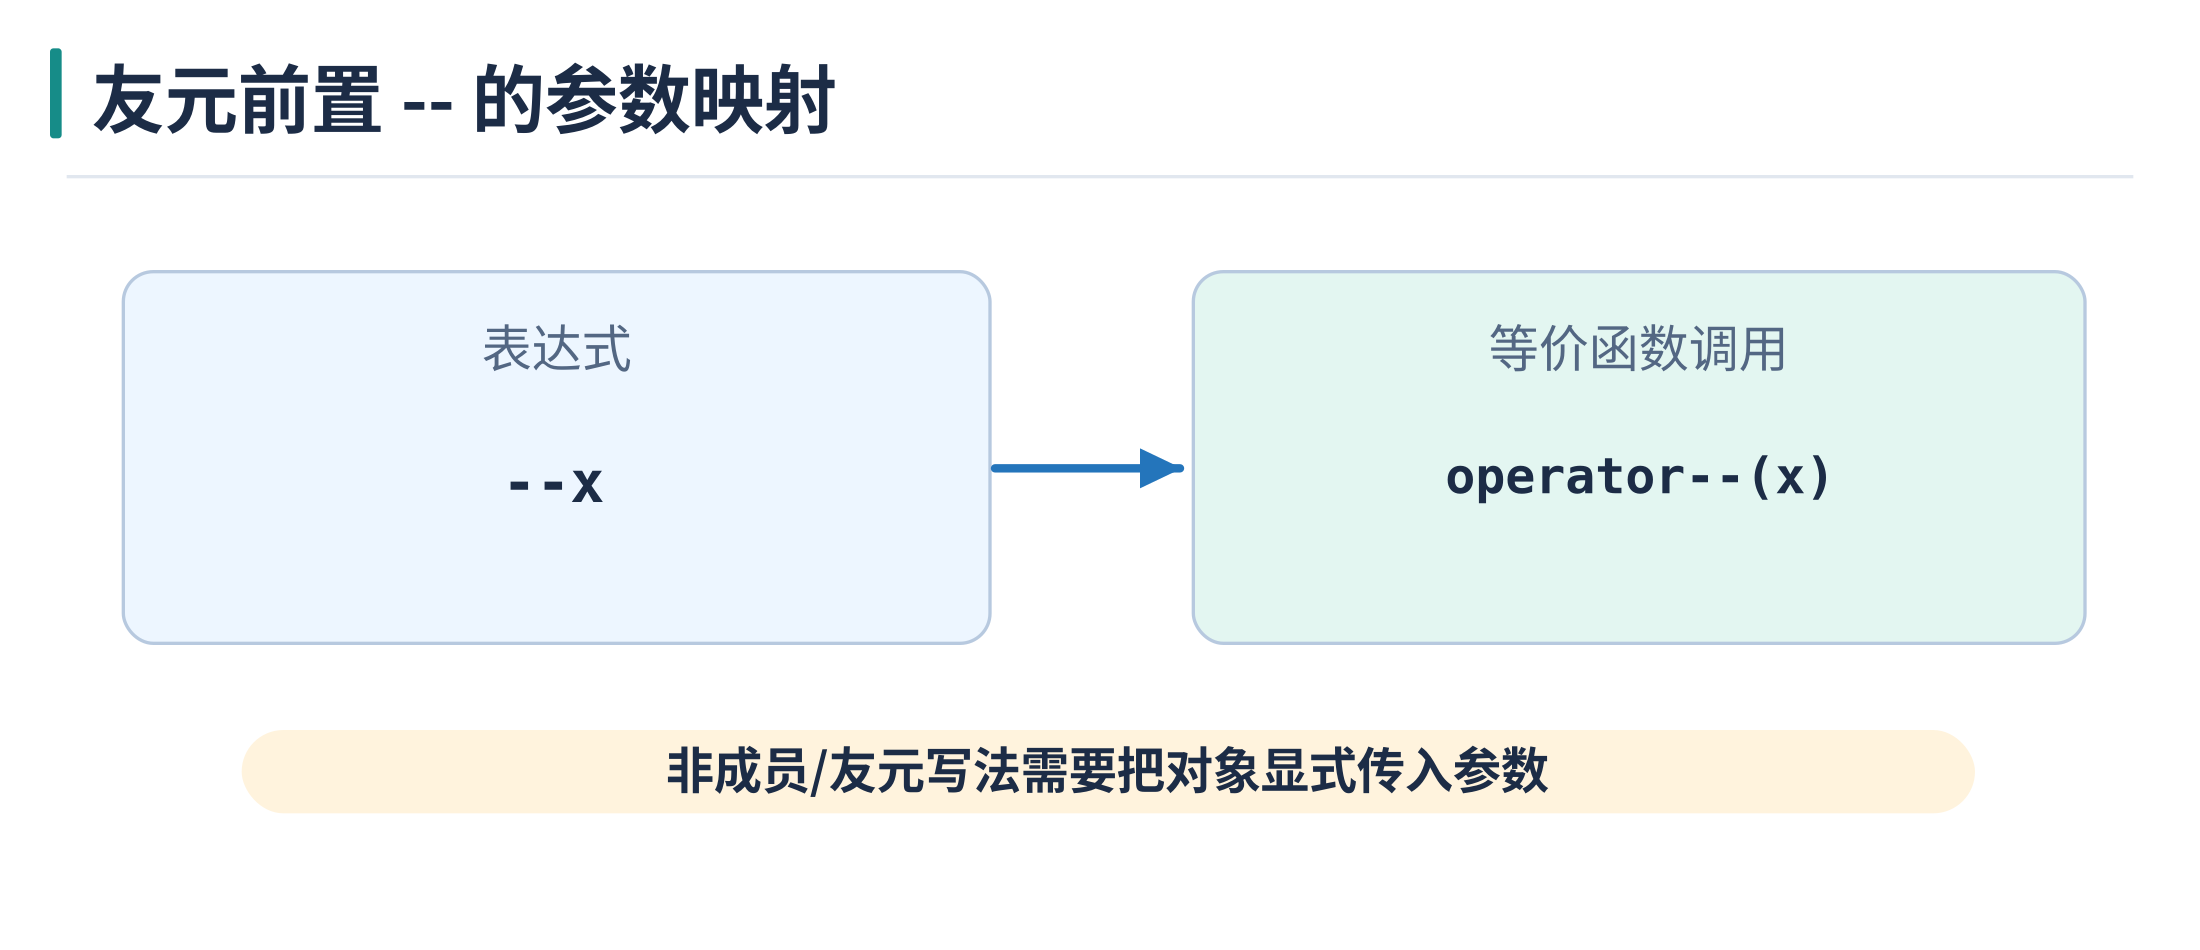 友元前置 -- 的参数映射
表达式
--x
等价函数调用
operator--(x)
非成员/友元写法需要把对象显式传入参数